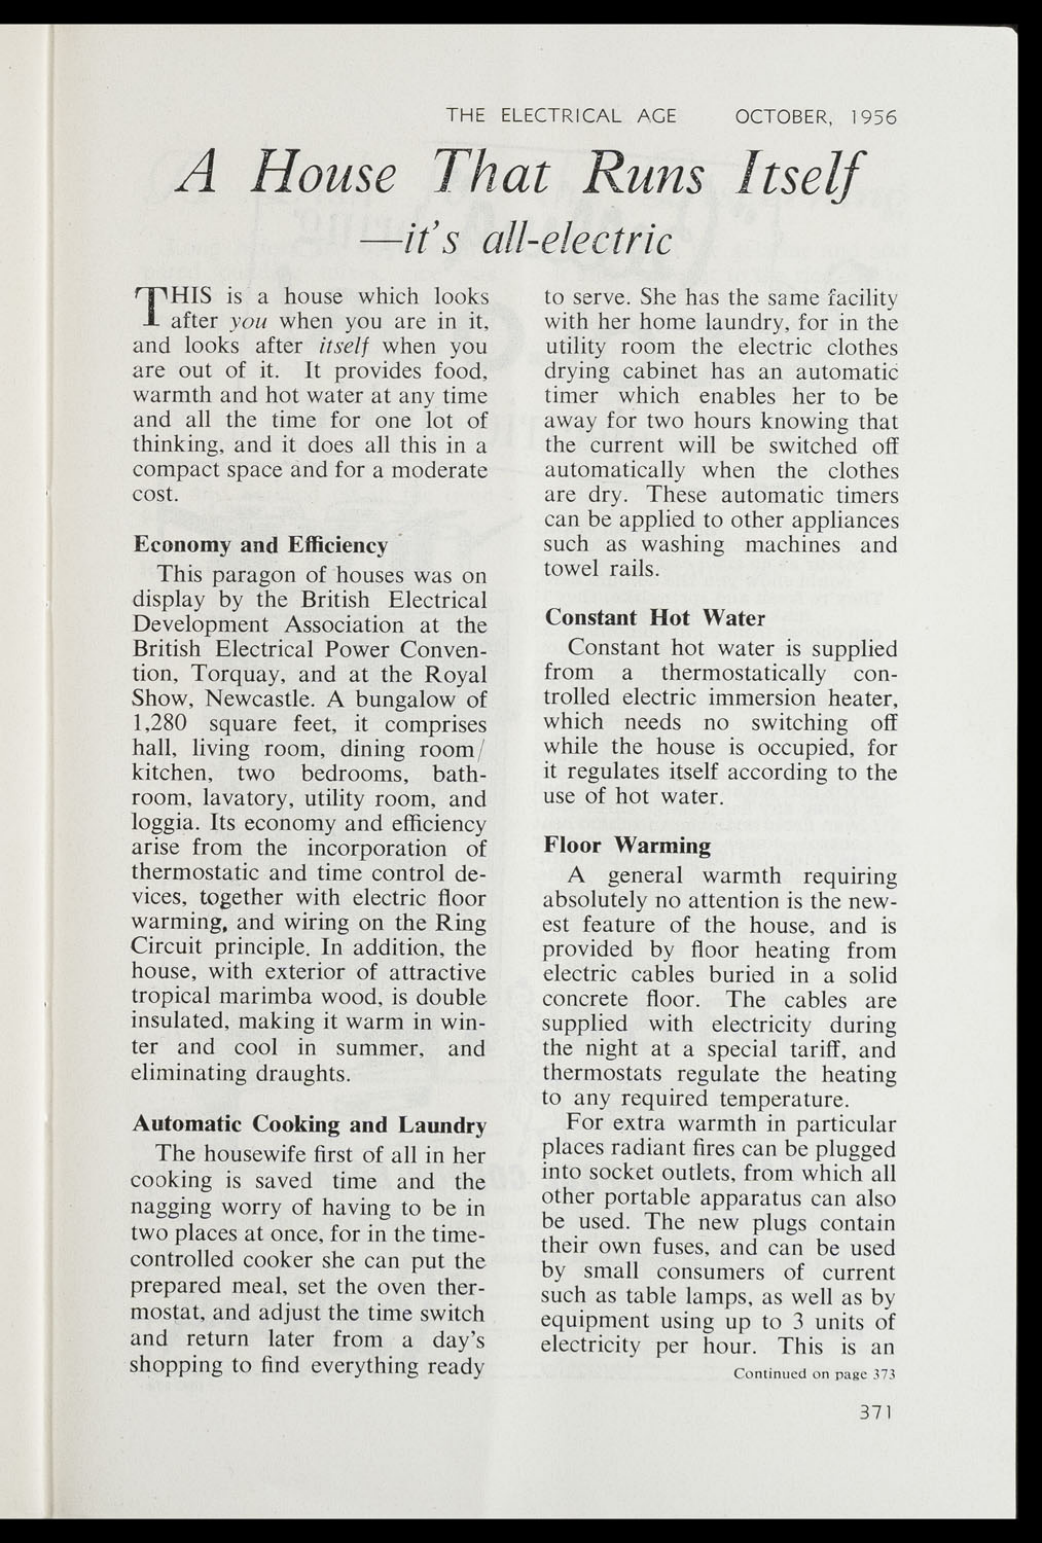 THE ELECTRICAL AGE OCTOBER, 1956
A House That Runs Itself
—it's all-electric
THIS is a house which looks
after you when you are in it,
and looks after itself when you
are out of it. It provides food,
warmth and hot water at any time
and all the time for one lot of
thinking, and it does all this in a
compact space and for a moderate
cost.
Economy and Efficiency
This paragon of houses was on
display by the British Electrical
Development Association at the
British Electrical Power Conven-
tion, Torquay, and at the Royal
Show, Newcastle. A bungalow of
1,280 square feet, it comprises
hall, living room, dining room/
kitchen, two bedrooms, bath-
room, lavatory, utility room, and
loggia. Its economy and efficiency
arise from the incorporation of
thermostatic and time control de-
vices, together with electric floor
warming, and wiring on the Ring
Circuit principle. In addition, the
house, with exterior of attractive
tropical marimba wood, is double
insulated, making it warm in win-
ter and cool in summer, and
eliminating draughts.
Automatic Cooking and Laundry
The housewife first of all in her
cooking is saved time and the
nagging worry of having to be in
two places at once, for in the time-
controlled cooker she can put the
prepared meal, set the oven ther-
mostat, and adjust the time switch
and return later from a day's
shopping to find everything ready
to serve. She has the same facility
with her home laundry, for in the
utility room the electric clothes
drying cabinet has an automatic
timer which enables her to be
away for two hours knowing that
the current will be switched off
automatically when the clothes
are dry. These automatic timers
can be applied to other appliances
such as washing machines and
towel rails.
Constant Hot Water
Constant hot water is supplied
from a thermostatically con-
trolled electric immersion heater,
which needs no switching off
while the house is occupied, for
it regulates itself according to the
use of hot water.
Floor Warming
A general warmth requiring
absolutely no attention is the new-
est feature of the house, and is
provided by floor heating from
electric cables buried in a solid
concrete floor. The cables are
supplied with electricity during
the night at a special tariff, and
thermostats regulate the heating
to any required temperature.
For extra warmth in particular
places radiant fires can be plugged
into socket outlets, from which all
other portable apparatus can also
be used. The new plugs contain
their own fuses, and can be used
by small consumers of current
such as table lamps, as well as by
equipment using up to 3 units of
electricity per hour. This is an
Continued on page 373
371